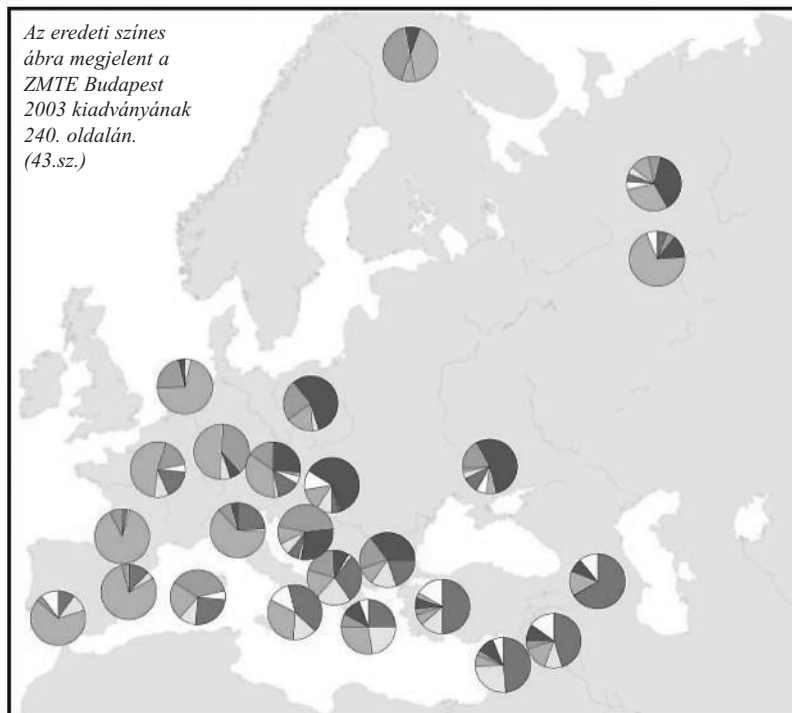 Az eredeti színes
ábra megjelent a
ZMTE Budapest
2003 kiadványának
240. oldalán.
(43.sz.)